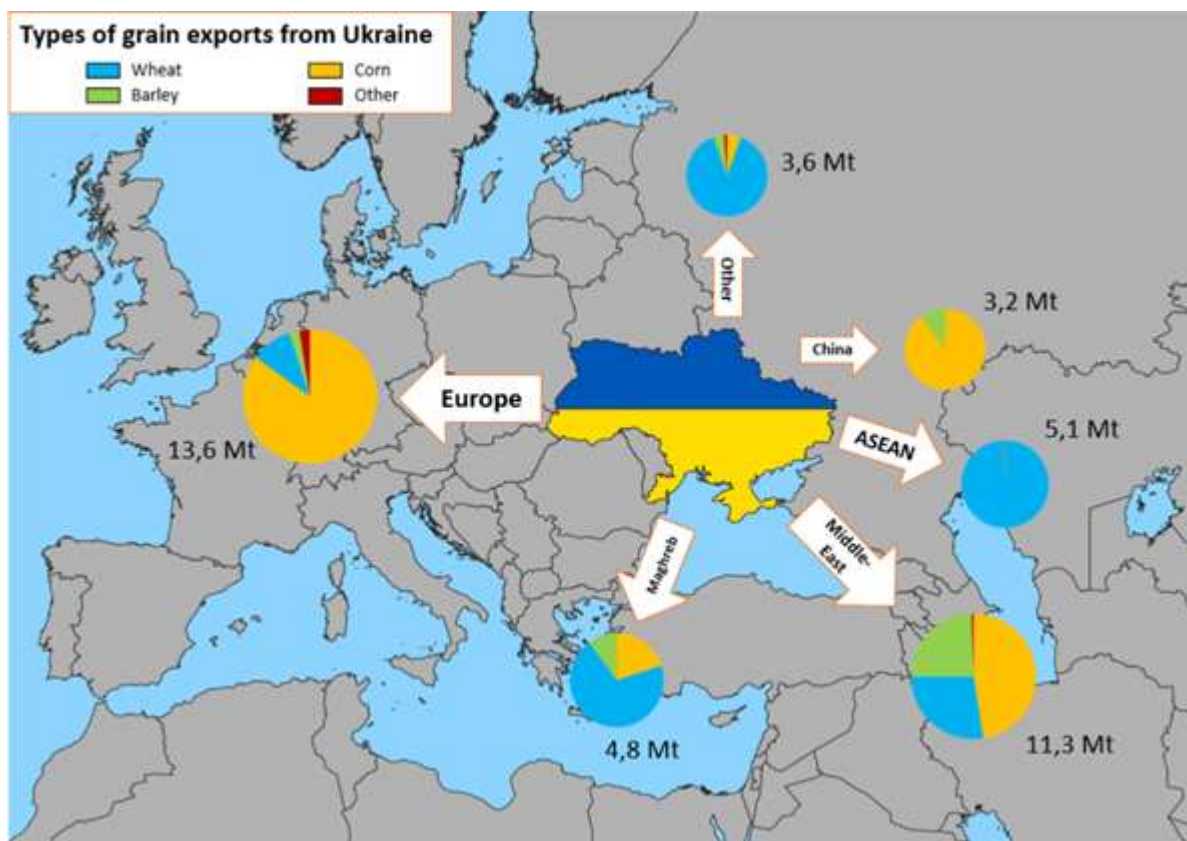 Types of grain exports from Ukraine
Wheat
Corn
Barley
Other
3,6 Mt
Other
3,2 Mt
China
Europe
13,6 Mt
5,1 Mt
ASEAN
Maghreb
Middle-
East
4,8 Mt
11,3 Mt